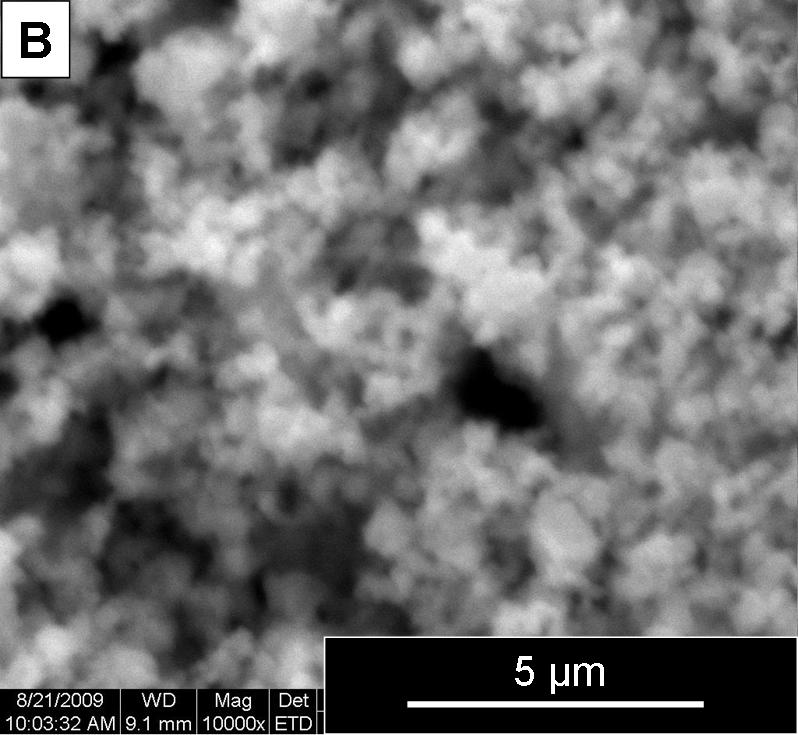 B
5 µm
8/21/2009 WD Mag Det
10:03:32 AM 9.1 mm 10000x ETD